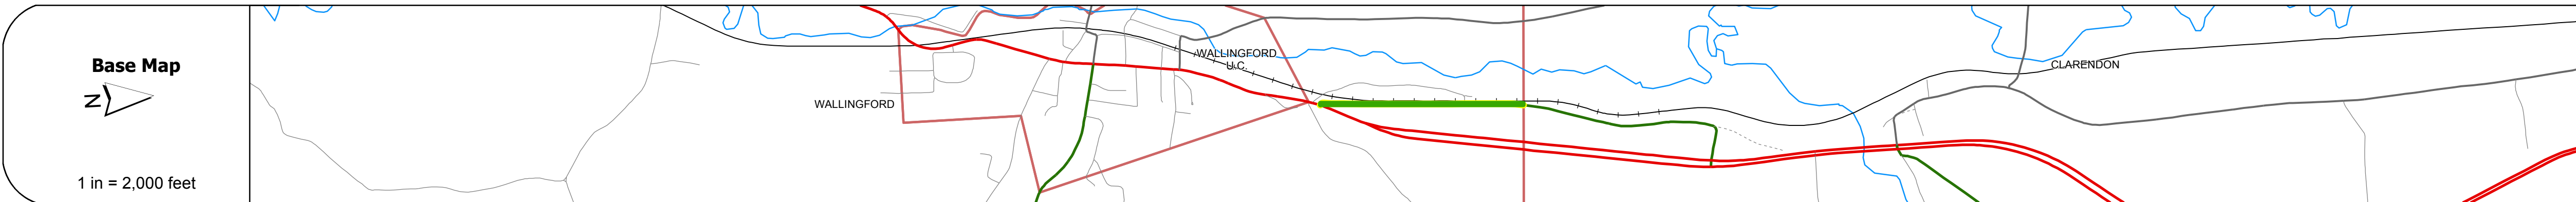 Base Map
N
1 in = 2,000 feet
WALLINGFORD
WALLINGFORD
U.C.
CLARENDON